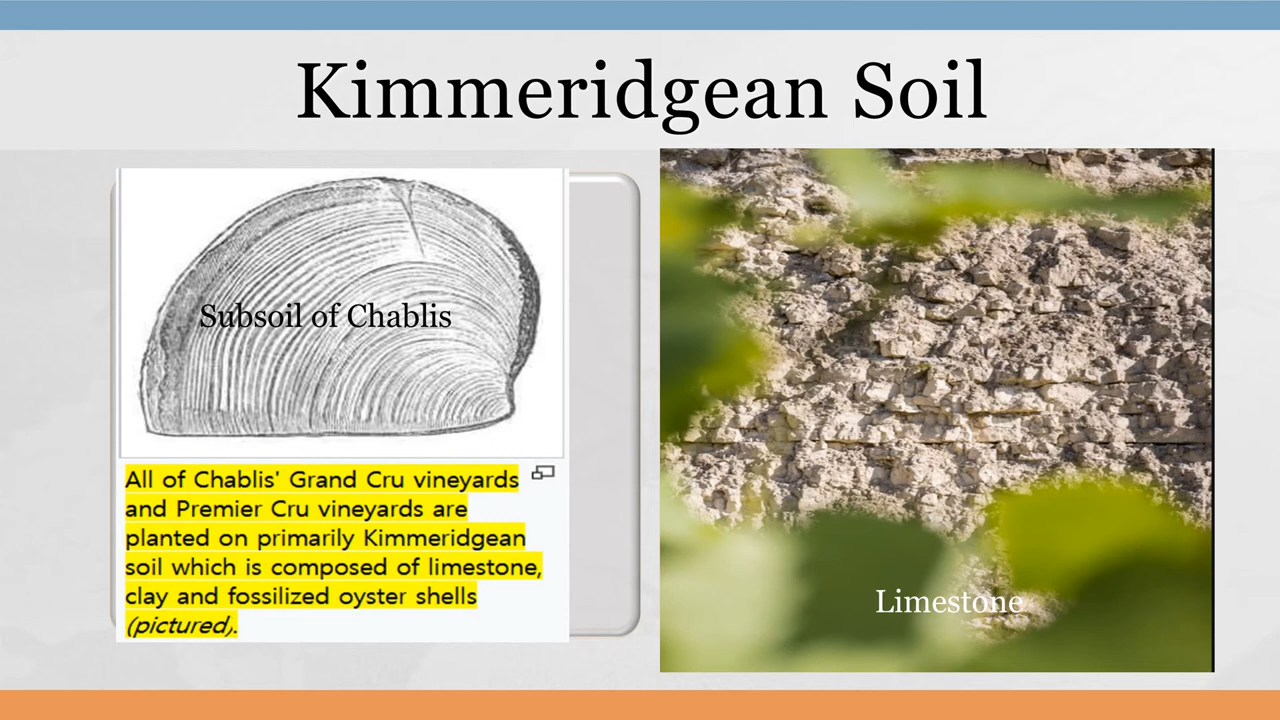 Kimmeridgean Soil
Subsoil of Chablis
All of Chablis' Grand Cru vineyards
and Premier Cru vineyards are
planted on primarily Kimmeridgean
soil which is composed of limestone,
clay and fossilized oyster shells
(pictured).
Limestone